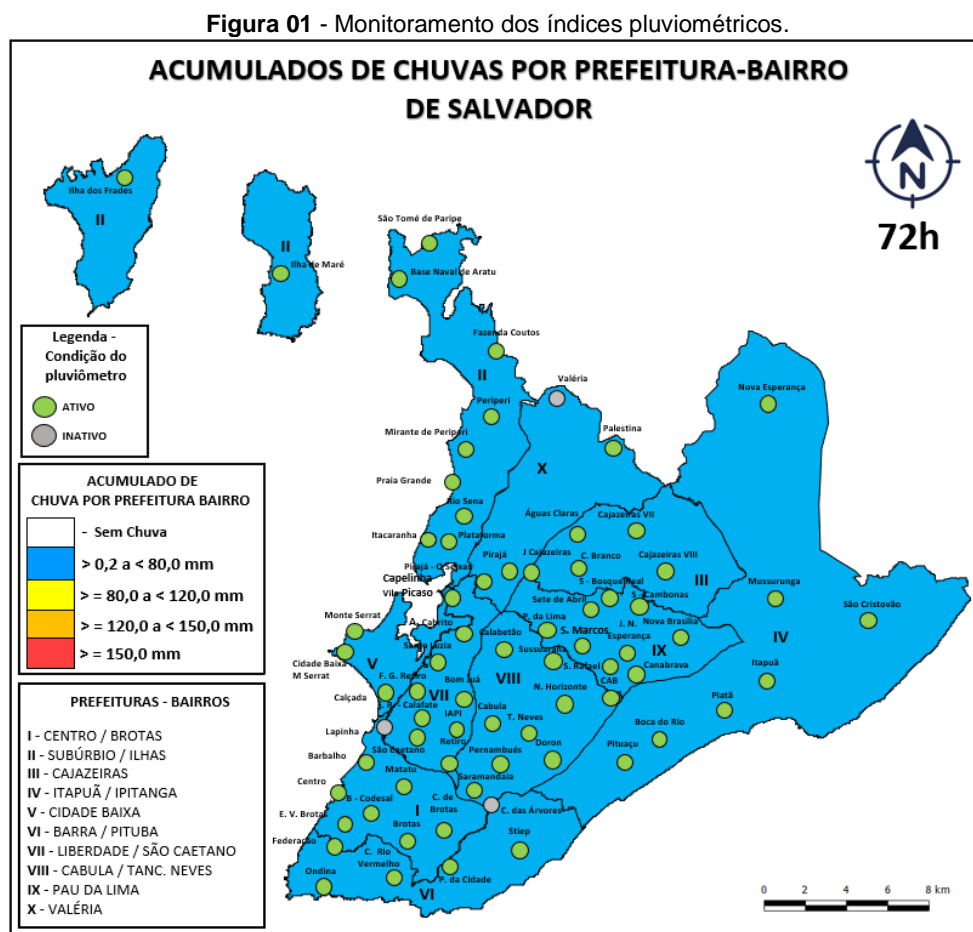 Figura 01 - Monitoramento dos índices pluviométricos.
ACUMULADOS DE CHUVAS POR PREFEITURA-BAIRRO
DE SALVADOR
N
72h
Ilha dos Frades
II
II
Ilha de Maré
São Tomé de Paripe
Base Naval de Aratu
Fazenda Coutos
II
Valéria
Nova Esperança
Periperi
Mirante de Periperi
Palestina
X
Praia Grande
Rio Sena
Águas Claras
Cajazeiras VII
Itacaranha
Plataforma
Pirajá
J Cajazeiras
C. Branco
Cajazeiras VIII
Pirajá - O Seixas
S - Bosque Real
III
Mussurunga
Capelinha
Vila Picaso
Sete de Abril
S - Cambonas
São Cristovão
Monte Serrat
A. Cabrito
Calabetão
P. da Lima
S. Marcos
J. N.
Esperança
Nova Brasília
IV
Santa Luzia
Sussuarana
IX
Cidade Baixa
M Serrat
V
S. Rafael
Canabrava
Itapuã
F. G. Retiro
VII
Bom Juá
VIII
CAB
Calçada
- Calafate
N. Horizonte
Piatã
IAPI
Cabula
T. Neves
Lapinha
Retiro
Boca do Rio
São Caetano
Pernambués
Doron
Pituaçu
Barbalho
Matatu
Saramandaia
Centro
B - Codesal
I
C. de
Brotas
C. das Árvores
E. V. Brotas
Brotas
Stiep
Federação
C. Rio
Vermelho
Ondina
P. da Cidade
VI
Legenda -
Condição do
pluviômetro
ATIVO
INATIVO
ACUMULADO DE
CHUVA POR PREFEITURA BAIRRO
- Sem Chuva
> 0,2 a < 80,0 mm
> = 80,0 a < 120,0 mm
> = 120,0 a < 150,0 mm
> = 150,0 mm
PREFEITURAS - BAIRROS
I - CENTRO / BROTAS
II - SUBÚRBIO / ILHAS
III - CAJAZEIRAS
IV - ITAPUÃ / IPITANGA
V - CIDADE BAIXA
VI - BARRA / PITUBA
VII - LIBERDADE / SÃO CAETANO
VIII - CABULA / TANC. NEVES
IX - PAU DA LIMA
X - VALÉRIA
0 2 4 6 8 km